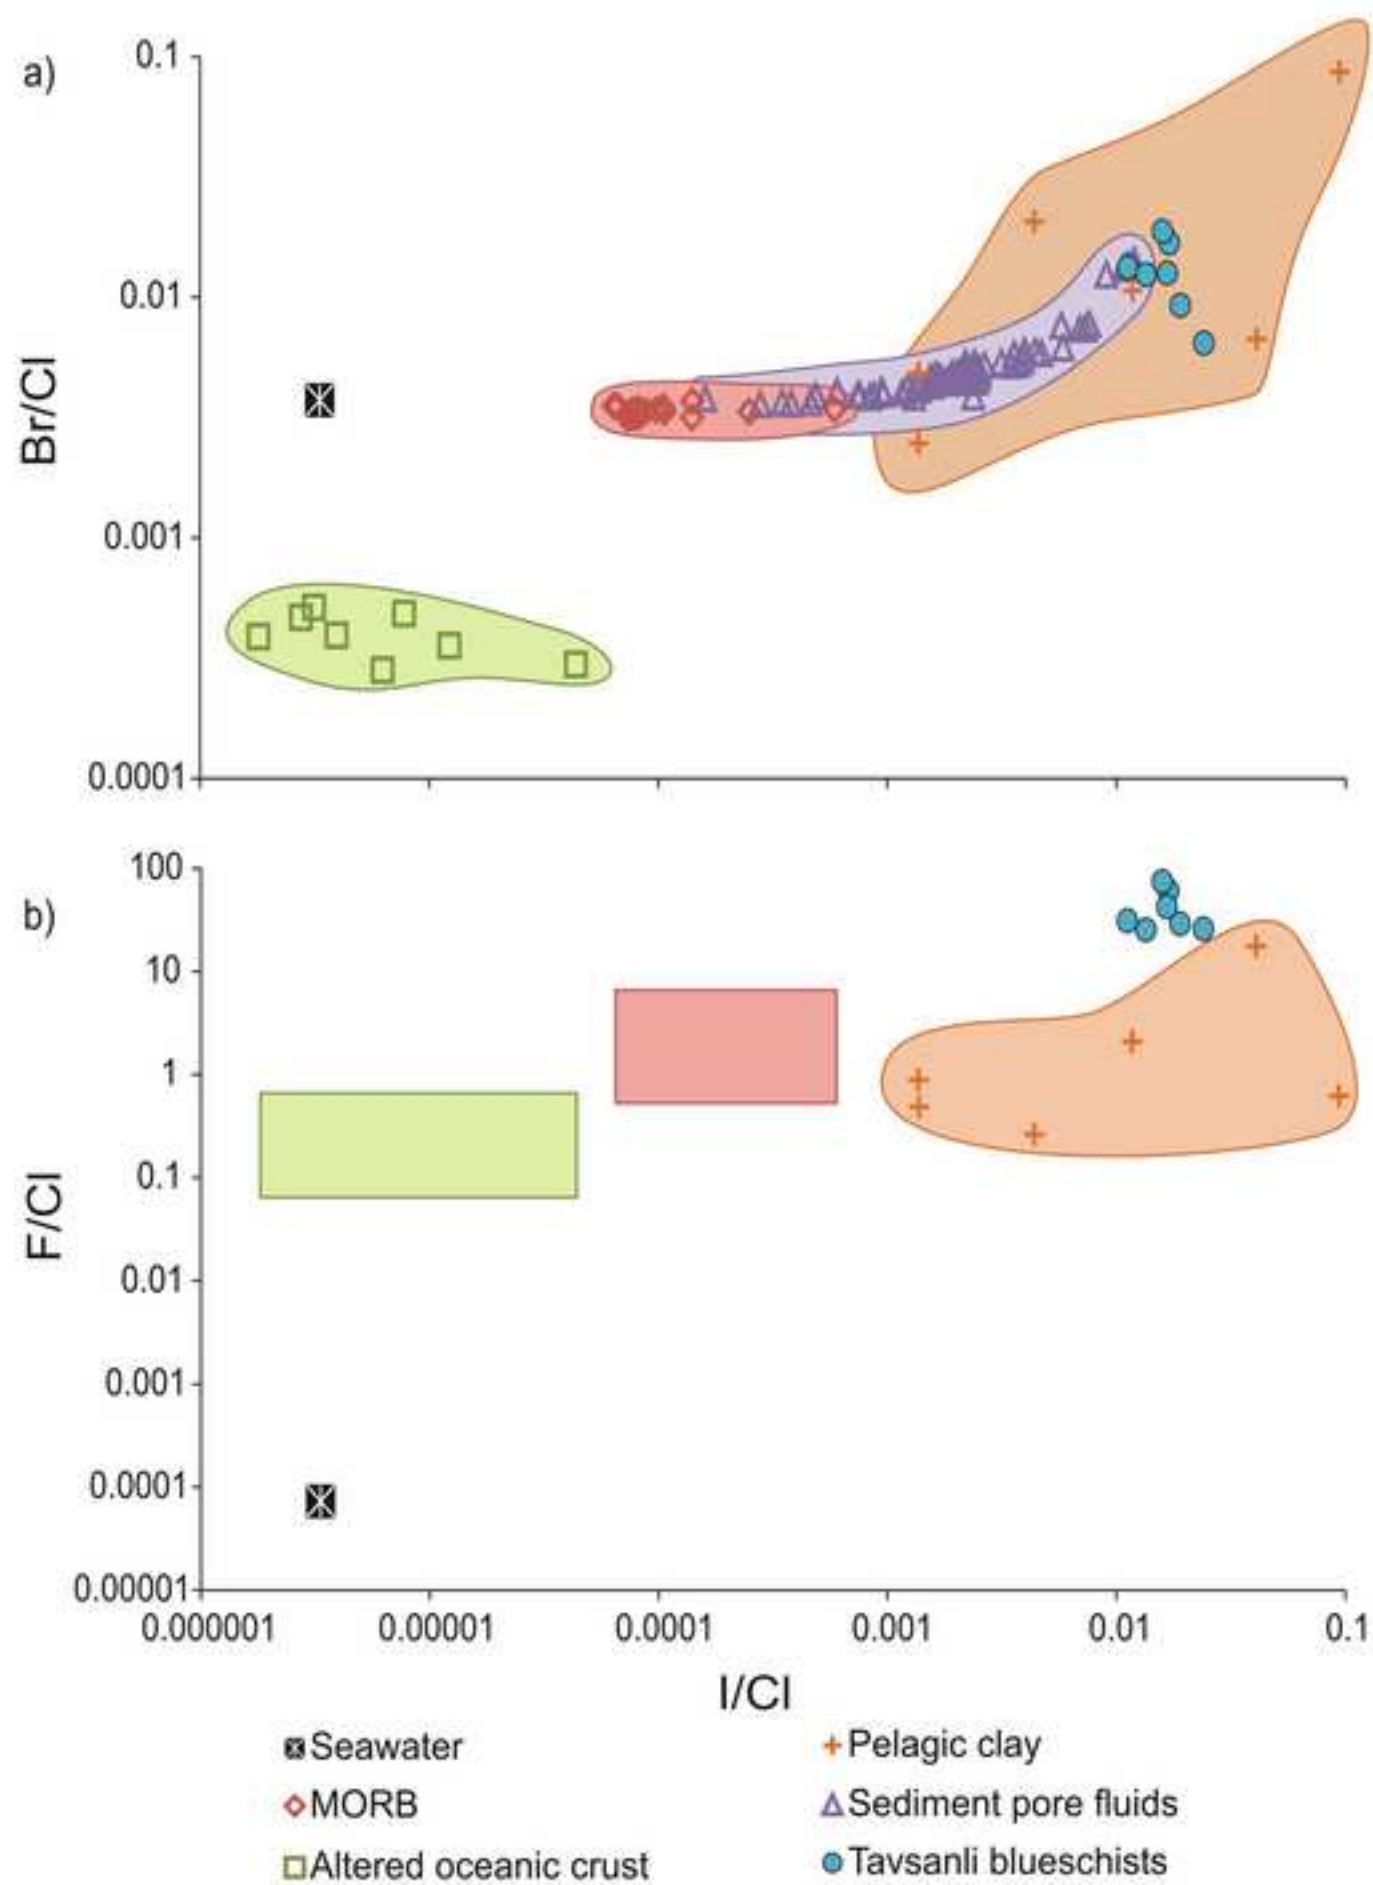 a)
0.1
0.01
0.001
0.0001
Br/Cl
b)
100
10
1
0.1
0.01
0.001
0.0001
0.00001
F/Cl
0.000001 0.00001 0.0001 0.001 0.01 0.1
I/Cl
Seawater
MORB
Altered oceanic crust
Pelagic clay
Sediment pore fluids
Tavsanli blueschists